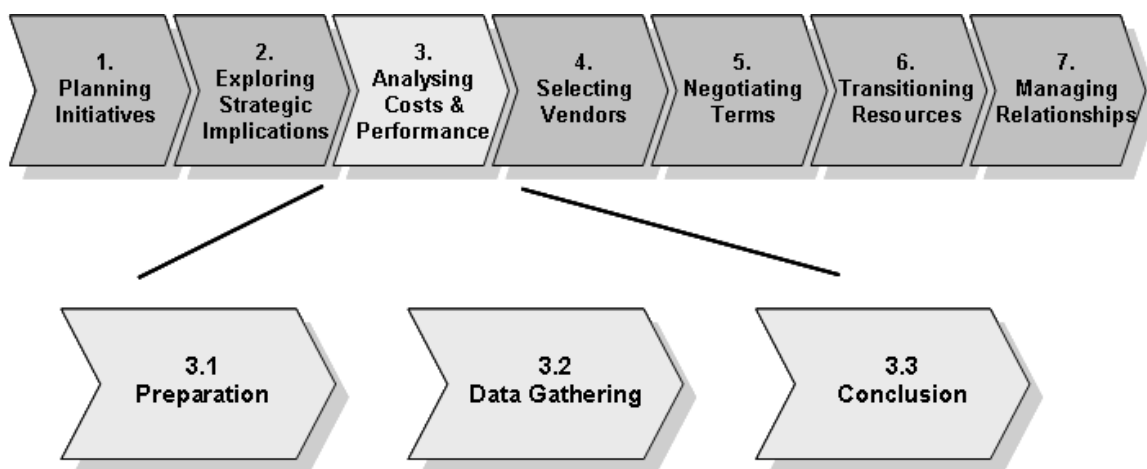 1.
Planning
Initiatives
2.
Exploring
Strategic
Implications
3.
Analysing
Costs &
Performance
4.
Selecting
Vendors
5.
Negotiating
Terms
6.
Transitioning
Resources
7.
Managing
Relationships
3.1
Preparation
3.2
Data Gathering
3.3
Conclusion